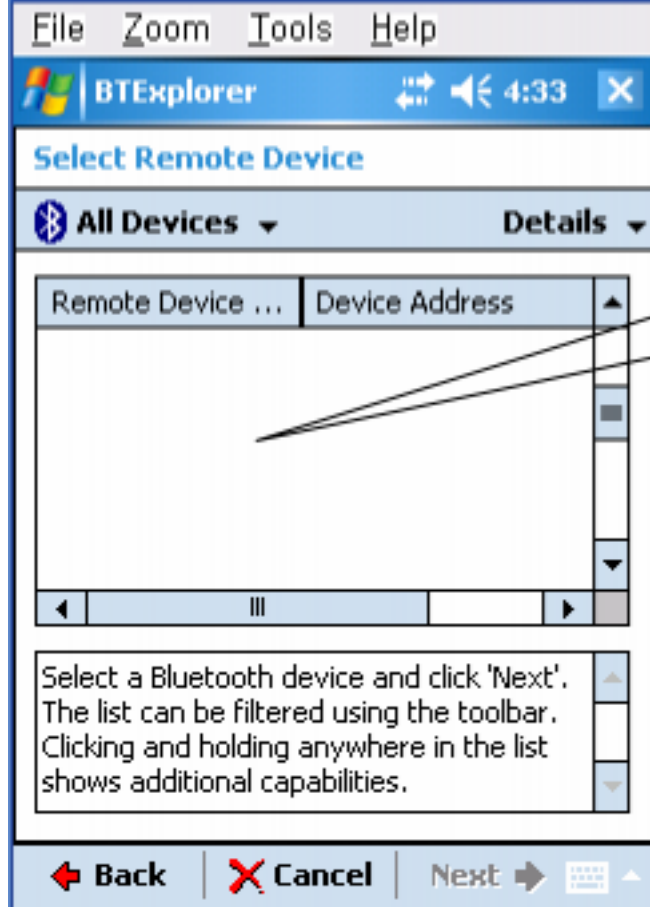 File Zoom Tools Help
BTExplorer 4:33
Select Remote Device
All Devices Details
Remote Device ... Device Address
Select a Bluetooth device and click 'Next'.
The list can be filtered using the toolbar.
Clicking and holding anywhere in the list
shows additional capabilities.
Back Cancel Next